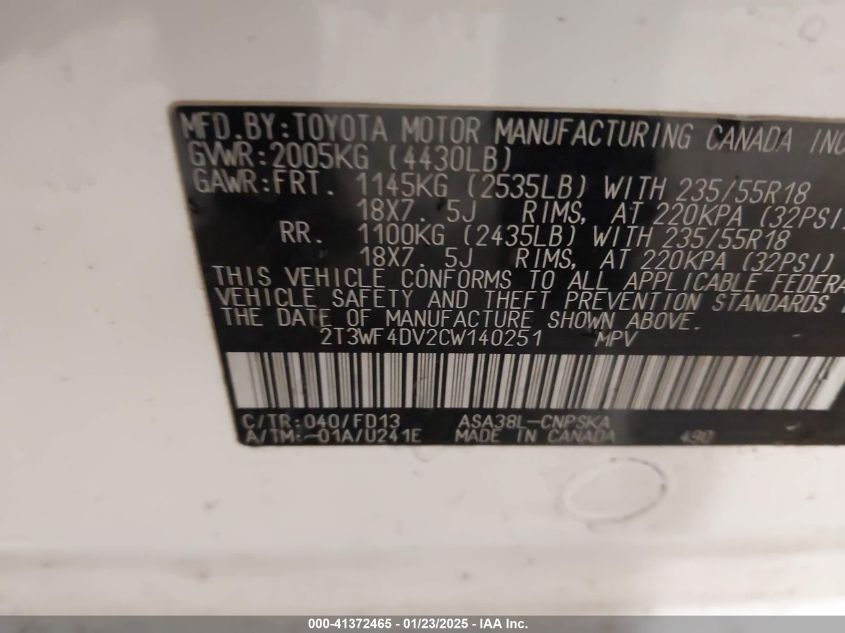 MFD.BY:TOYOTA MOTOR MANUFACTURING CANADA INC
GVWR:2005KG (4430LB)
GAWR:FRT. 1145KG (2535LB) WITH 235/55R18
18X7.5J RIMS, AT 220KPA (32PSI)
RR. 1100KG (2435LB) WITH 235/55R18
18X7.5J RIMS, AT 220KPA (32PSI)
THIS VEHICLE CONFORMS TO ALL APPLICABLE FEDERA
VEHICLE SAFETY AND THEFT PREVENTION STANDARDS
THE DATE OF MANUFACTURE SHOWN ABOVE.
2T3WF4DV2CW140251 MPV
C/TR:040/FD13 ASA38L-CNPSKA
A/TM:-01A/U241E MADE IN CANADA 490
000-41372465 - 01/23/2025 - IAA Inc.